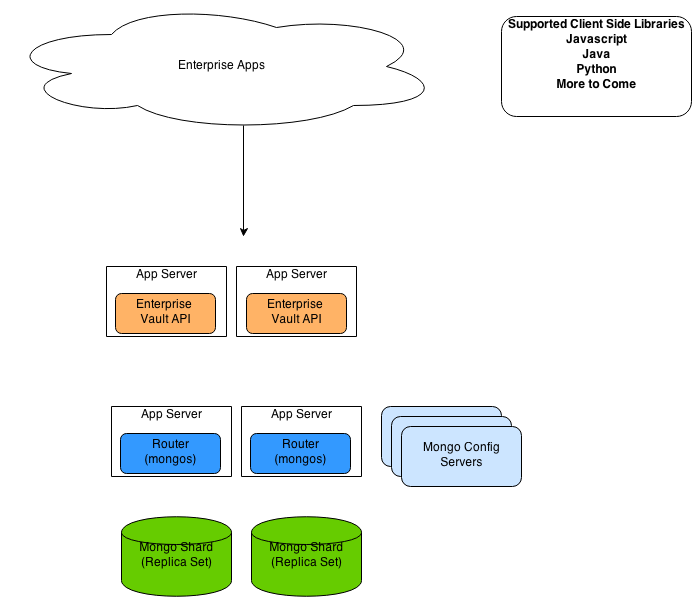 Enterprise Apps
Supported Client Side Libraries
Javascript
Java
Python
More to Come
App Server
Enterprise
Vault API
App Server
Enterprise
Vault API
App Server
Router
(mongos)
App Server
Router
(mongos)
Mongo Config
Servers
Mongo Shard
(Replica Set)
Mongo Shard
(Replica Set)